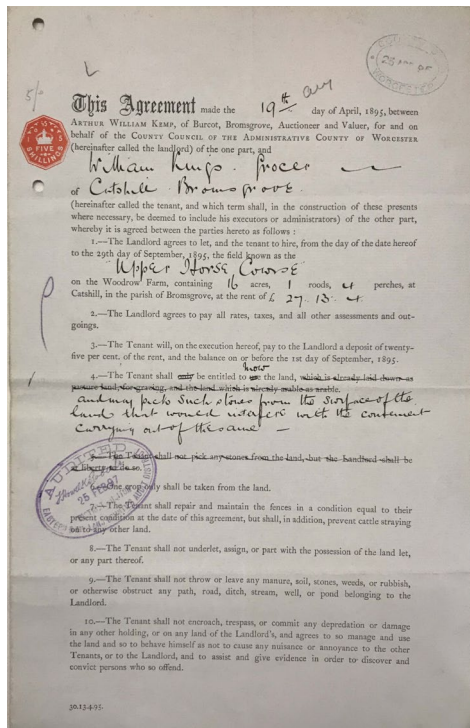 5/-
WORCESTER
FIVE
SHILLINGS
This Agreement made the 19th day of April, 1895, between
ARTHUR WILLIAM KEMP, of Burcot, Bromsgrove, Auctioneer and Valuer, for and on
behalf of the COUNTY COUNCIL OF THE ADMINISTRATIVE COUNTY OF WORCESTER
(hereinafter called the landlord) of the one part, and
William Kings. Grocer
of Catshill Bromsgrove.
(hereinafter called the tenant, and which term shall, in the construction of these presents
where necessary, be deemed to include his executors or administrators) of the other part,
whereby it is agreed between the parties hereto as follows :
1.—The Landlord agrees to let, and the tenant to hire, from the day of the date hereof
to the 29th day of September, 1895, the field known as the
"Upper Horse Course"
on the Woodrow Farm, containing 16 acres, 1 roods, 4 perches, at
Catshill, in the parish of Bromsgrove, at the rent of £ 27. 13. 4
2.—The Landlord agrees to pay all rates, taxes, and all other assessments and out-
goings.
3.—The Tenant will, on the execution hereof, pay to the Landlord a deposit of twenty-
five per cent. of the rent, and the balance on or before the 1st day of September, 1895.
mow
4.—The Tenant shall only be entitled to use the land, which is already laid down as
pasture land, for grazing, and the land which is already arable as arable.
and may pick such stones from the surface of the
land that would interfere with the convenient
carrying out of the same —
5.—The Tenant shall not pick any stones from the land, but the landlord shall be
at liberty to do so.
AUDITED
25 FEB 97
6.—One crop only shall be taken from the land.
7.—The Tenant shall repair and maintain the fences in a condition equal to their
present condition at the date of this agreement, but shall, in addition, prevent cattle straying
on to any other land.
8.—The Tenant shall not underlet, assign, or part with the possession of the land let,
or any part thereof.
9.—The Tenant shall not throw or leave any manure, soil, stones, weeds, or rubbish,
or otherwise obstruct any path, road, ditch, stream, well, or pond belonging to the
Landlord.
10.—The Tenant shall not encroach, trespass, or commit any depredation or damage
in any other holding, or on any land of the Landlord's, and agrees to so manage and use
the land and so to behave himself as not to cause any nuisance or annoyance to the other
Tenants, or to the Landlord, and to assist and give evidence in order to discover and
convict persons who so offend.
30.13.4.95.